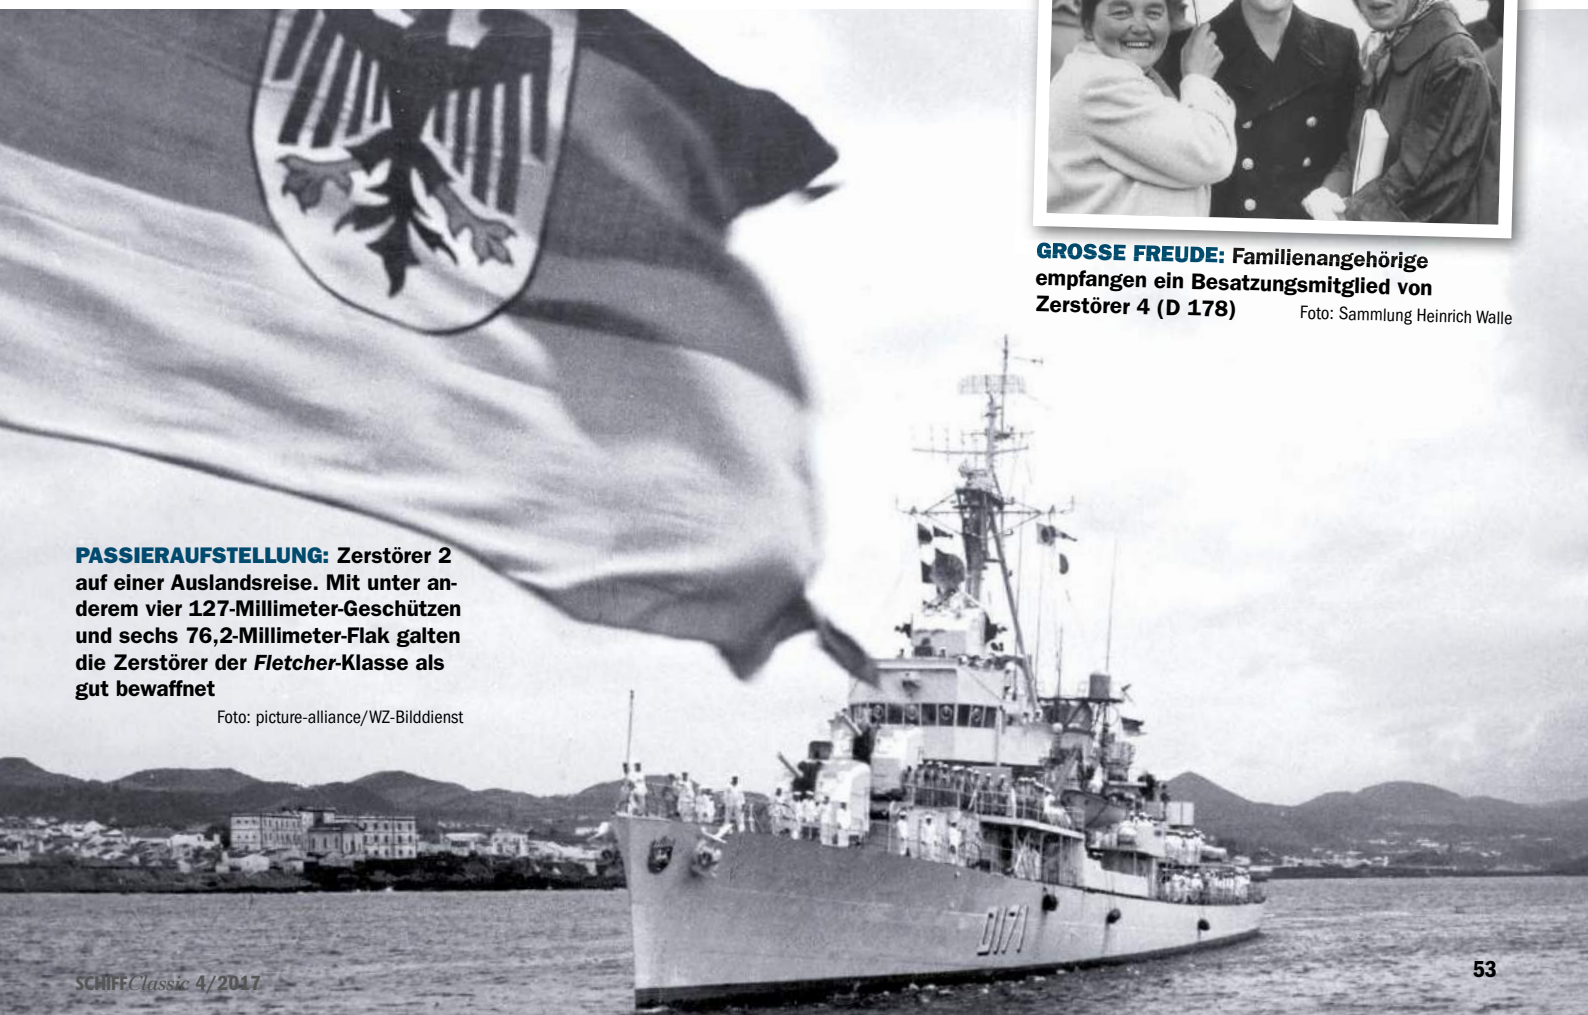 GROSSE FREUDE: Familienangehörige
empfangen ein Besatzungsmitglied von
Zerstörer 4 (D 178)
Foto: Sammlung Heinrich Walle
PASSIERAUFSTELLUNG: Zerstörer 2
auf einer Auslandsreise. Mit unter an-
derem vier 127-Millimeter-Geschützen
und sechs 76,2-Millimeter-Flak galten
die Zerstörer der Fletcher-Klasse als
gut bewaffnet
Foto: picture-alliance/WZ-Bilddienst
D171
SCHIFFClassic 4/2017
53